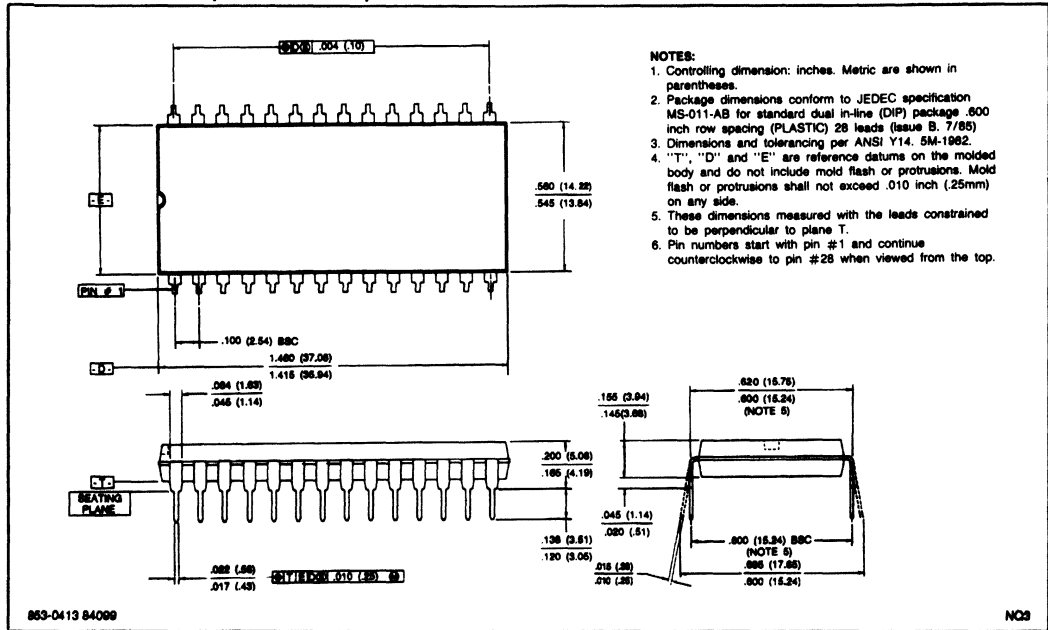 .004 (.10)
NOTES:
1. Controlling dimension: inches. Metric are shown in
parentheses.
2. Package dimensions conform to JEDEC specification
MS-011-AB for standard dual in-line (DIP) package .600
inch row spacing (PLASTIC) 28 leads (Issue B. 7/85)
3. Dimensions and tolerancing per ANSI Y14. 5M-1982.
4. "T", "D" and "E" are reference datums on the molded
body and do not include mold flash or protrusions. Mold
flash or protrusions shall not exceed .010 inch (.25mm)
on any side.
5. These dimensions measured with the leads constrained
to be perpendicular to plane T.
6. Pin numbers start with pin #1 and continue
counterclockwise to pin #28 when viewed from the top.
-E-
.560 (14.22)
.545 (13.84)
PIN # 1
.100 (2.54) BSC
-D-
1.460 (37.08)
1.415 (35.94)
.064 (1.63)
.045 (1.14)
.200 (5.08)
.165 (4.19)
-T-
SEATING
PLANE
.138 (3.51)
.120 (3.05)
.022 (.56)
.017 (.43)
T E D .010 (.25)
.155 (3.94)
.145(3.68)
.620 (15.75)
.600 (15.24)
(NOTE 5)
.045 (1.14)
.020 (.51)
.600 (15.24) BSC
(NOTE 5)
.695 (17.65)
.600 (15.24)
.015 (.38)
.010 (.25)
853-0413 84099
NQ3